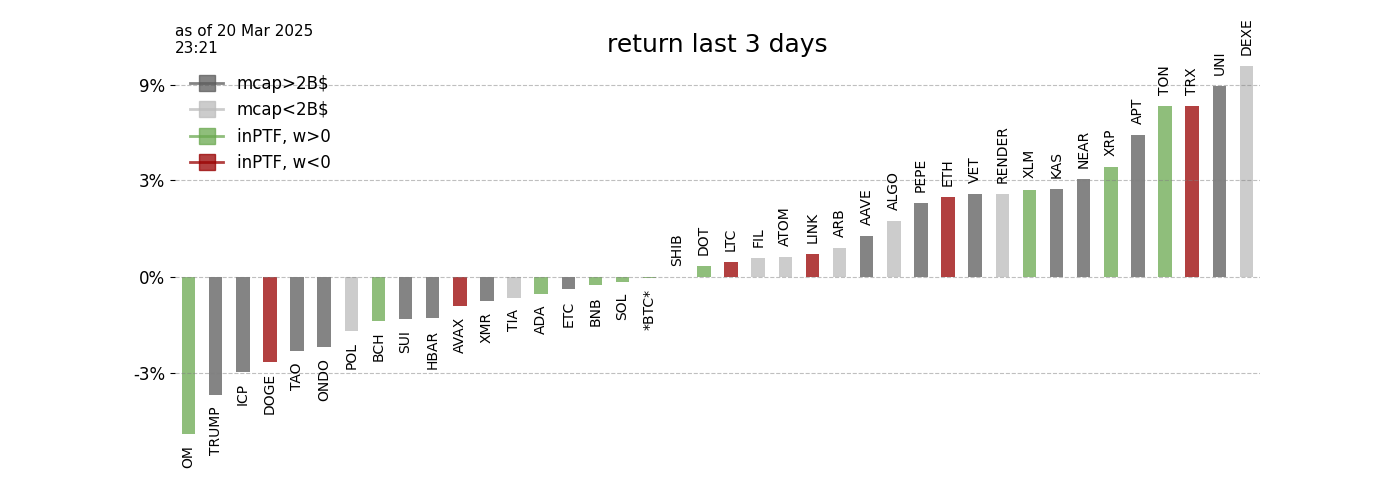 as of 20 Mar 2025
23:21
return last 3 days
mcap>2B$
mcap<2B$
inPTF, w>0
inPTF, w<0
9%
3%
0%
-3%
OM
TRUMP
ICP
DOGE
TAO
ONDO
POL
BCH
SUI
HBAR
AVAX
XMR
TIA
ADA
ETC
BNB
SOL
*BTC*
SHIB
DOT
LTC
FIL
ATOM
LINK
ARB
AAVE
ALGO
PEPE
ETH
VET
RENDER
XLM
KAS
NEAR
XRP
APT
TON
TRX
UNI
DEXE